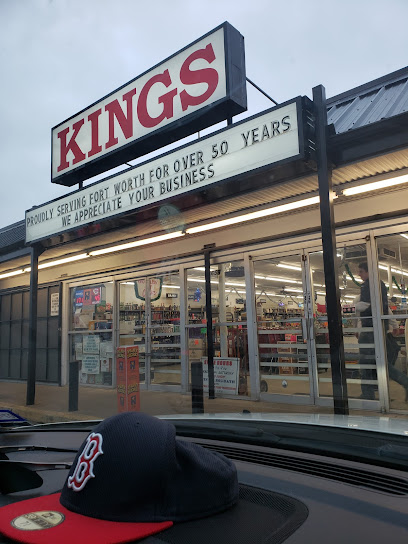 KINGS
PROUDLY SERVING FORT WORTH FOR OVER 50 YEARS
WE APPRECIATE YOUR BUSINESS
B